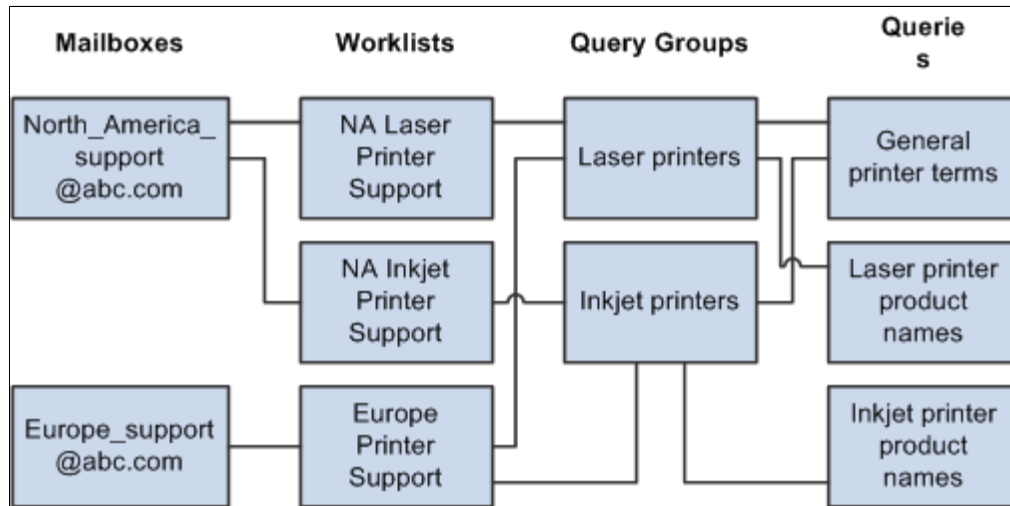 Mailboxes
Worklists
Query Groups
Querie
s
North_America_
support
@abc.com
NA Laser
Printer
Support
Laser printers
General
printer terms
NA Inkjet
Printer
Support
Inkjet printers
Laser printer
product
names
Europe_support
@abc.com
Europe
Printer
Support
Inkjet printer
product
names